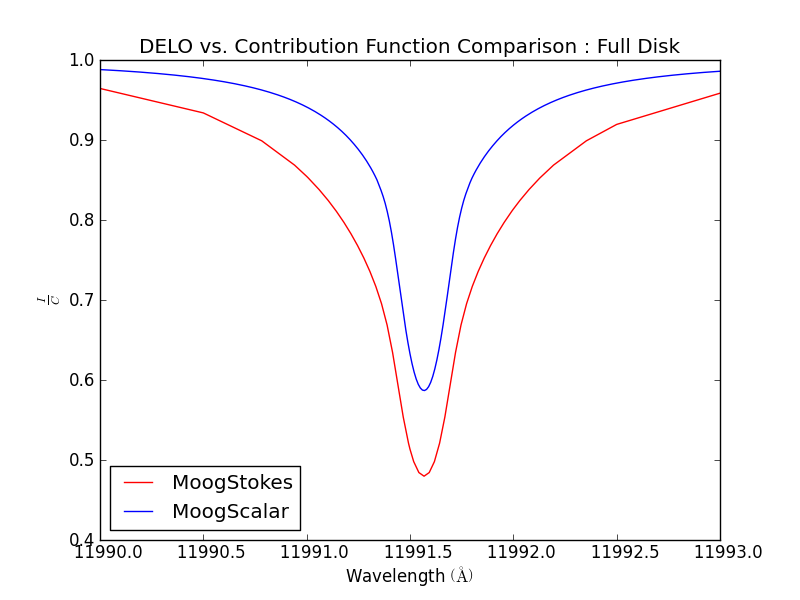 DELO vs. Contribution Function Comparison : Full Disk
1.0
0.9
0.8
0.7
I
C
0.6
0.5
0.4
MoogStokes
MoogScalar
11990.0 11990.5 11991.0 11991.5 11992.0 11992.5 11993.0
Wavelength (Å)